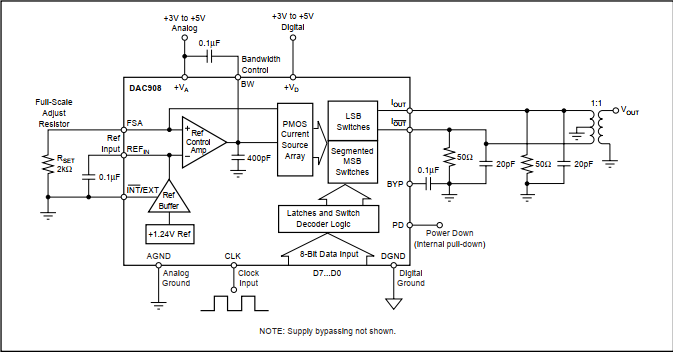 +3V to +5V
Analog
+3V to +5V
Digital
0.1µF
Bandwidth
Control
DAC908
+VA
BW
+VD
Full-Scale
Adjust
Resistor
FSA
Ref
Input
REFIN
RSET
2kΩ
0.1µF
INT/EXT
Ref
Control
Amp
400pF
Ref
Buffer
+1.24V Ref
PMOS
Current
Source
Array
LSB
Switches
Segmented
MSB
Switches
Latches and Switch
Decoder Logic
8-Bit Data Input
IOUT
IOUT
BYP
0.1µF
50Ω
20pF
50Ω
20pF
1:1
VOUT
PD
Power Down
(internal pull-down)
AGND
Analog
Ground
CLK
Clock
Input
D7...D0
DGND
Digital
Ground
NOTE: Supply bypassing not shown.